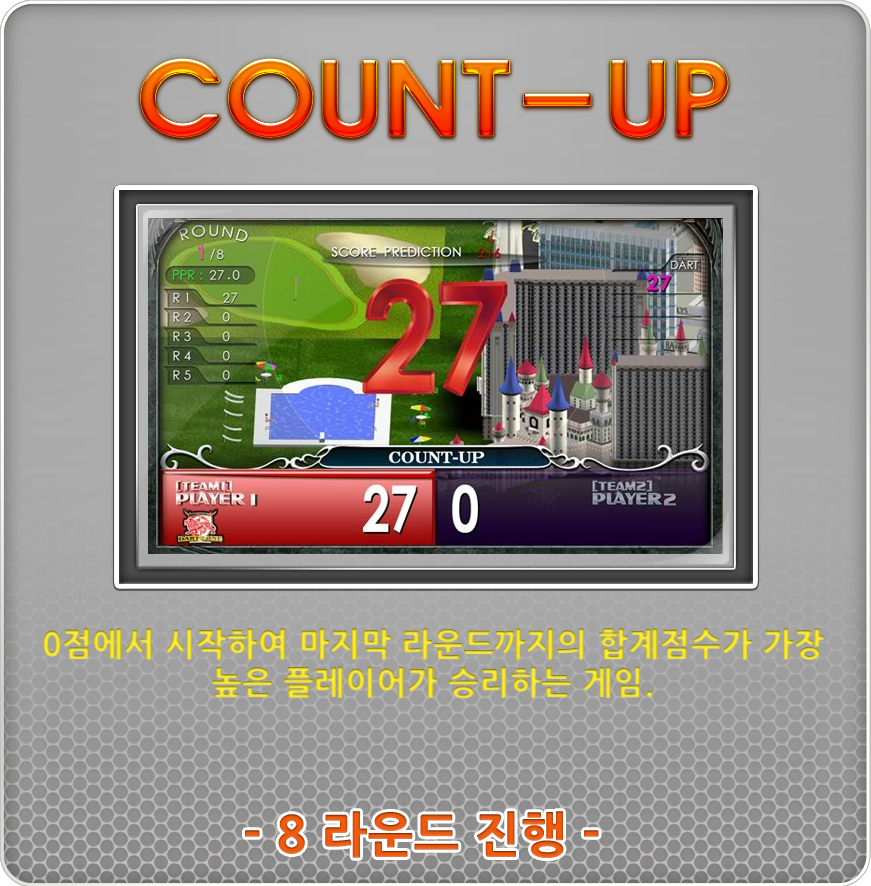 COUNT-UP
ROUND
1/8
SCORE PREDICTION 216
PPR : 27.0
DART
27
R1 27
R2 0
R3 0
R4 0
R5 0
27
COUNT-UP
[TEAM1]
PLAYER 1
27
0
[TEAM2]
PLAYER 2
0점에서 시작하여 마지막 라운드까지의 합계점수가 가장
높은 플레이어가 승리하는 게임.
- 8 라운드 진행 -